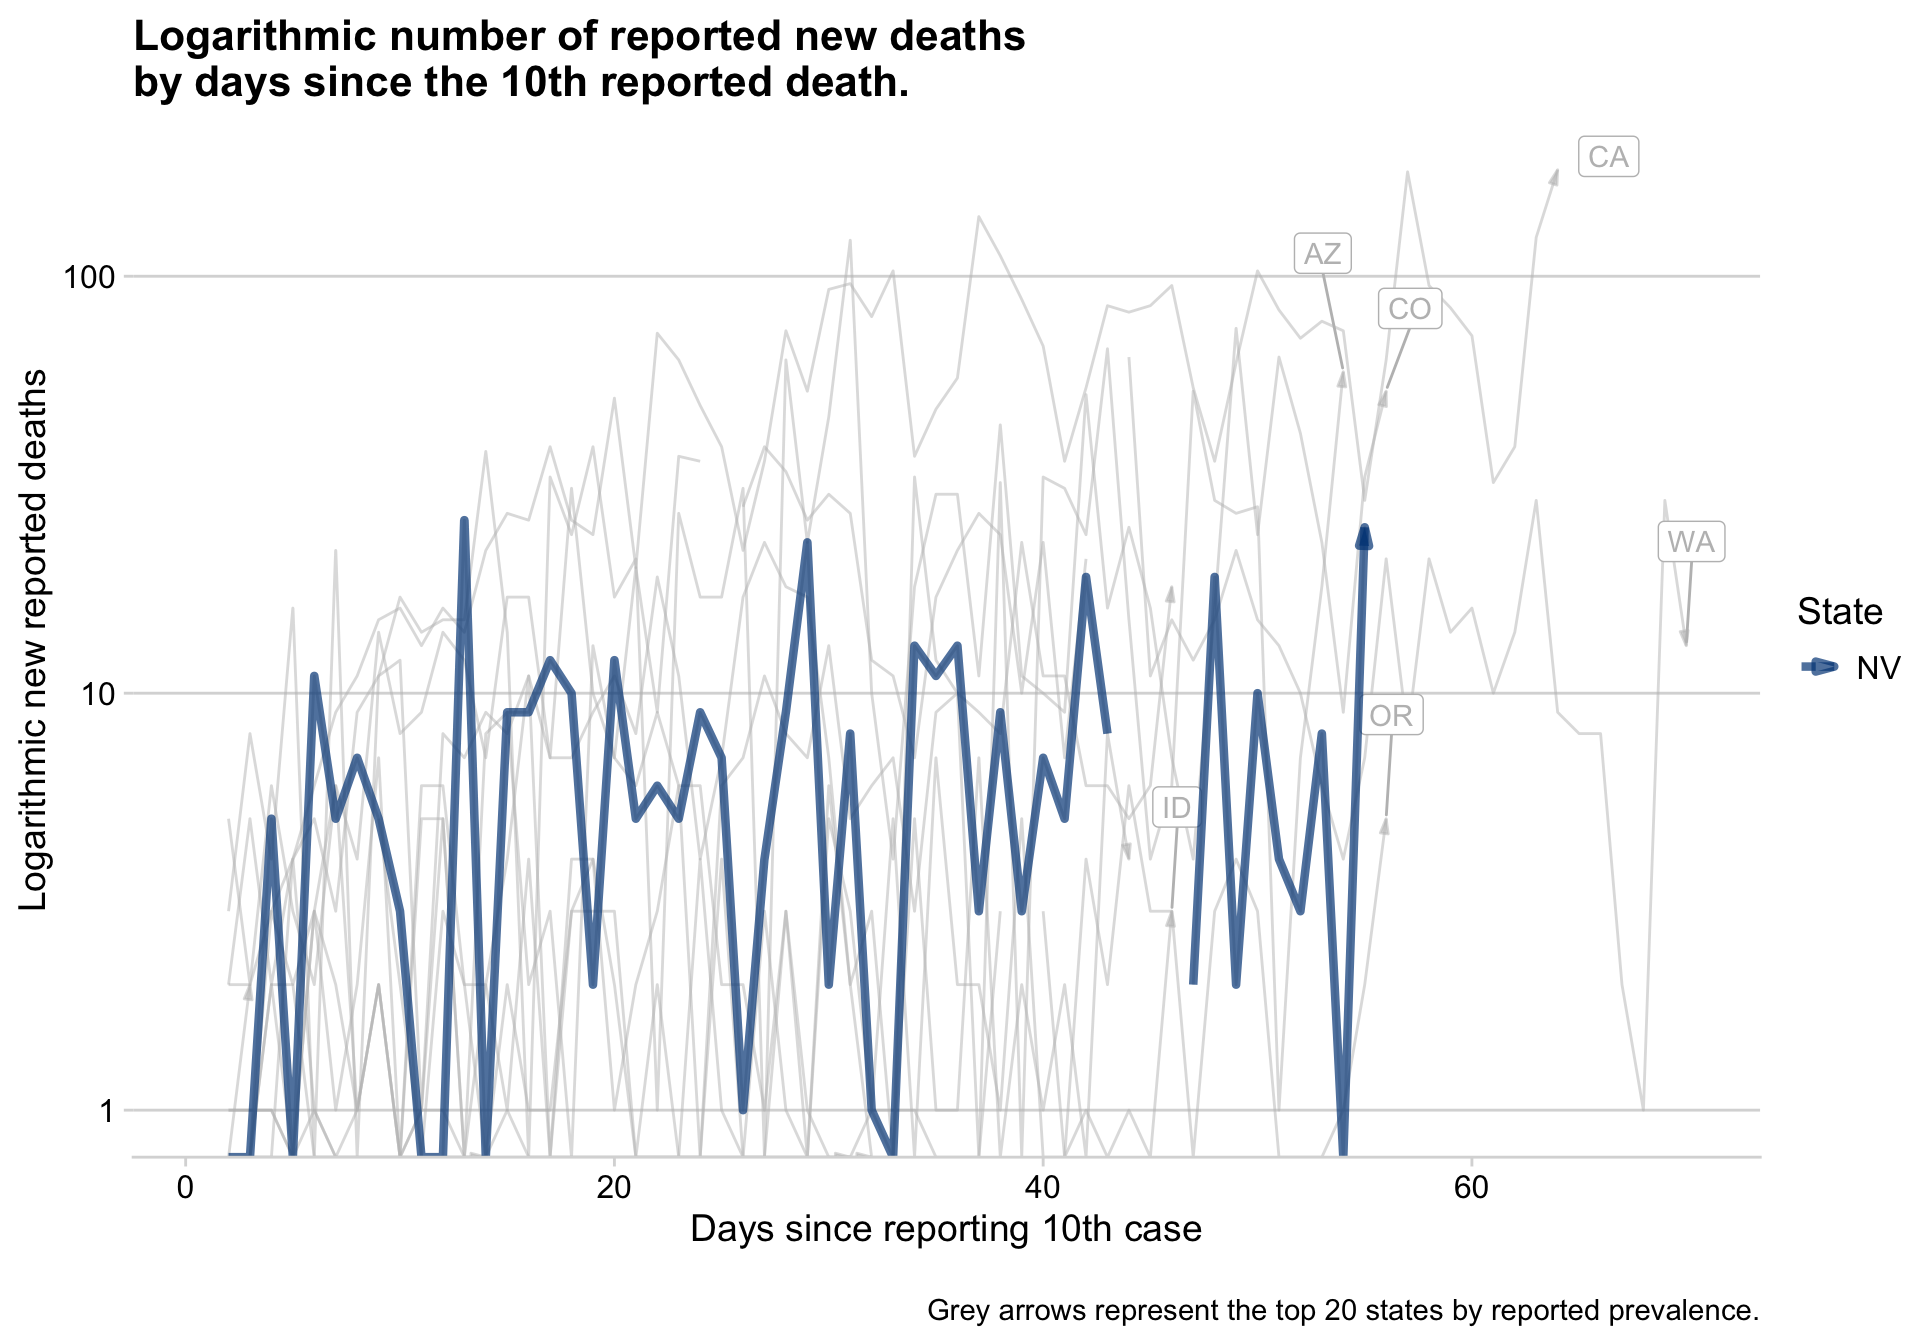 Logarithmic number of reported new deaths
by days since the 10th reported death.
CA
AZ
100
CO
WA
State
NV
10
OR
ID
1
Logarithmic new reported deaths
0 20 40 60
Days since reporting 10th case
Grey arrows represent the top 20 states by reported prevalence.